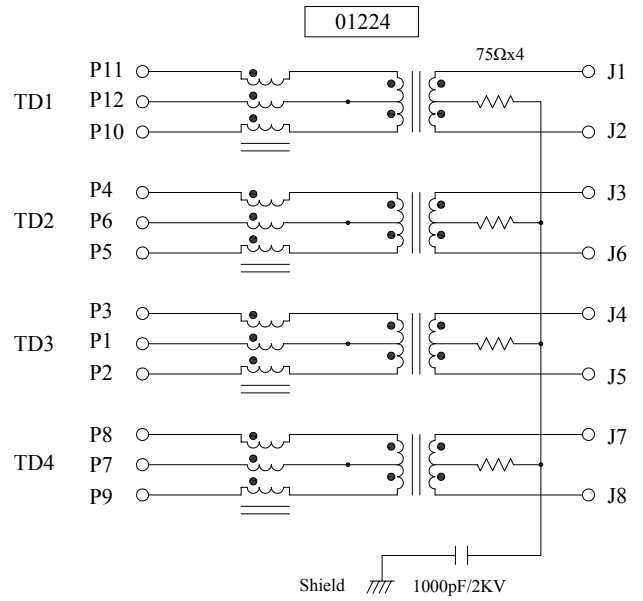 01224
75Ωx4
P11
J1
TD1
P12
P10
J2
P4
J3
TD2
P6
P5
J6
P3
J4
TD3
P1
P2
J5
P8
J7
TD4
P7
P9
J8
Shield
1000pF/2KV